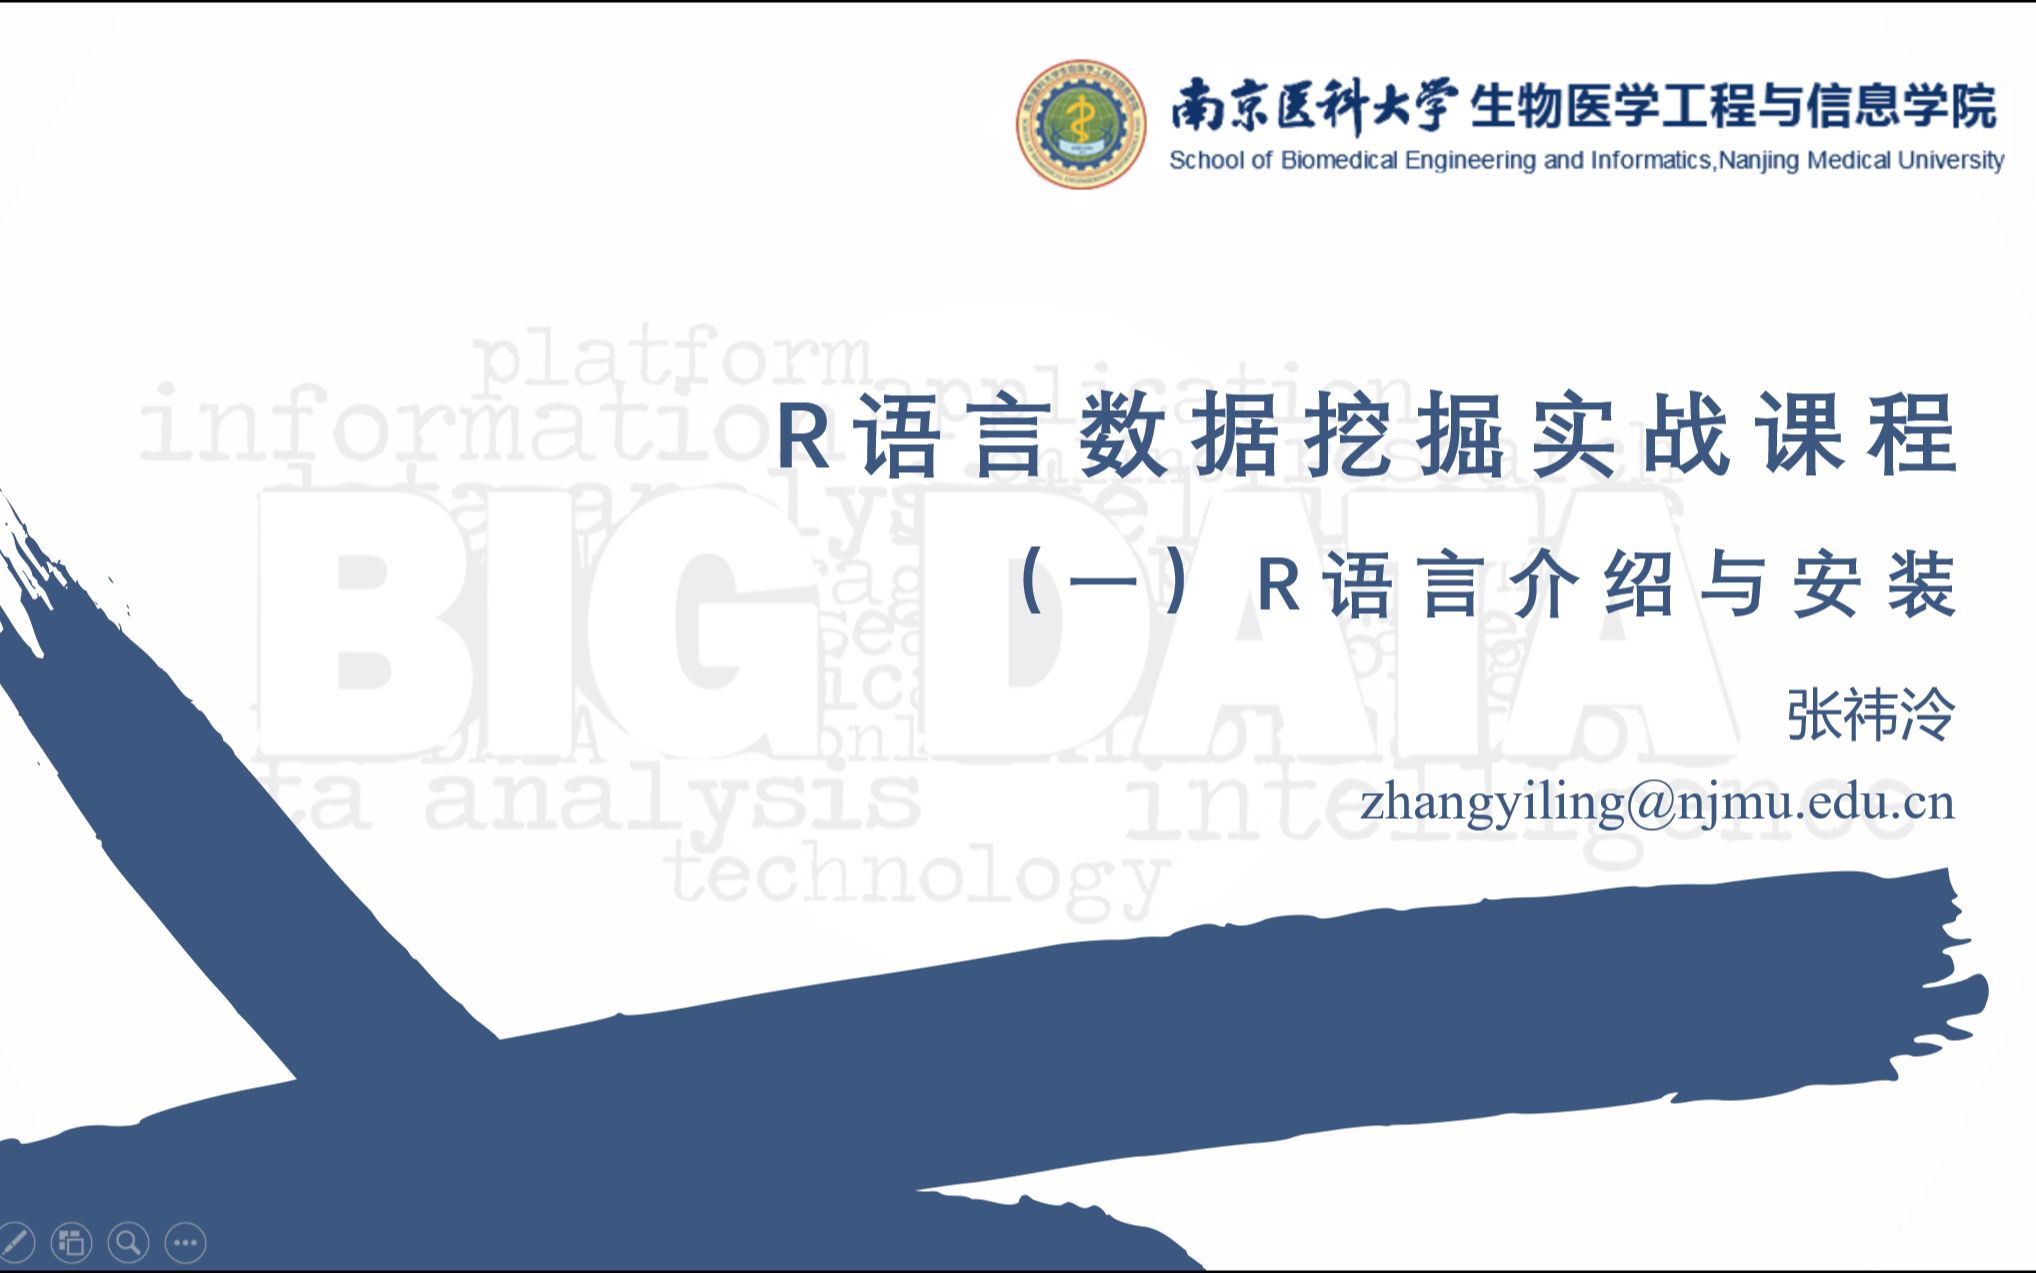 南京医科大学 生物医学工程与信息学院
School of Biomedical Engineering and Informatics,Nanjing Medical University
platform
application
information
R语言数据挖掘实战课程
BIG DATA
（一）R语言介绍与安装
张祎泠
zhangyiling@njmu.edu.cn
ta analysis
intelligence
technology